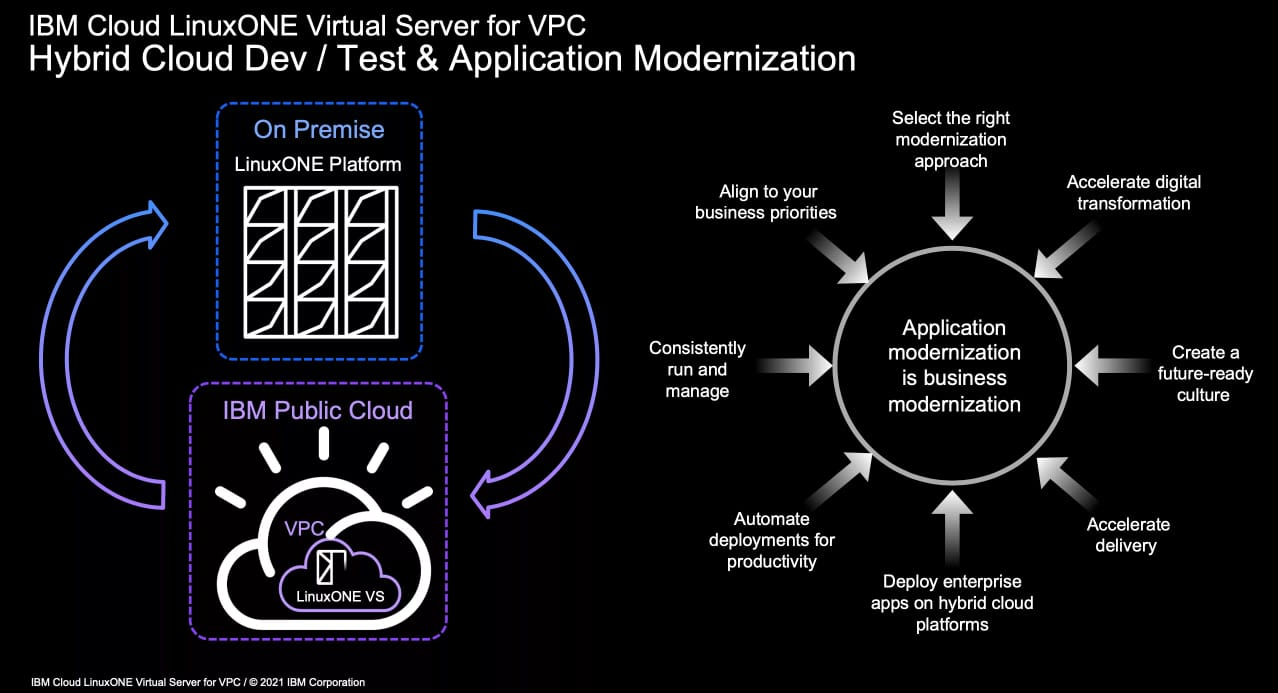 IBM Cloud LinuxONE Virtual Server for VPC
Hybrid Cloud Dev / Test & Application Modernization
On Premise
LinuxONE Platform
IBM Public Cloud
VPC
LinuxONE VS
Select the right
modernization
approach
Accelerate digital
transformation
Create a
future-ready
culture
Accelerate
delivery
Deploy enterprise
apps on hybrid cloud
platforms
Automate
deployments for
productivity
Consistently
run and
manage
Align to your
business priorities
Application
modernization
is business
modernization
IBM Cloud LinuxONE Virtual Server for VPC / © 2021 IBM Corporation